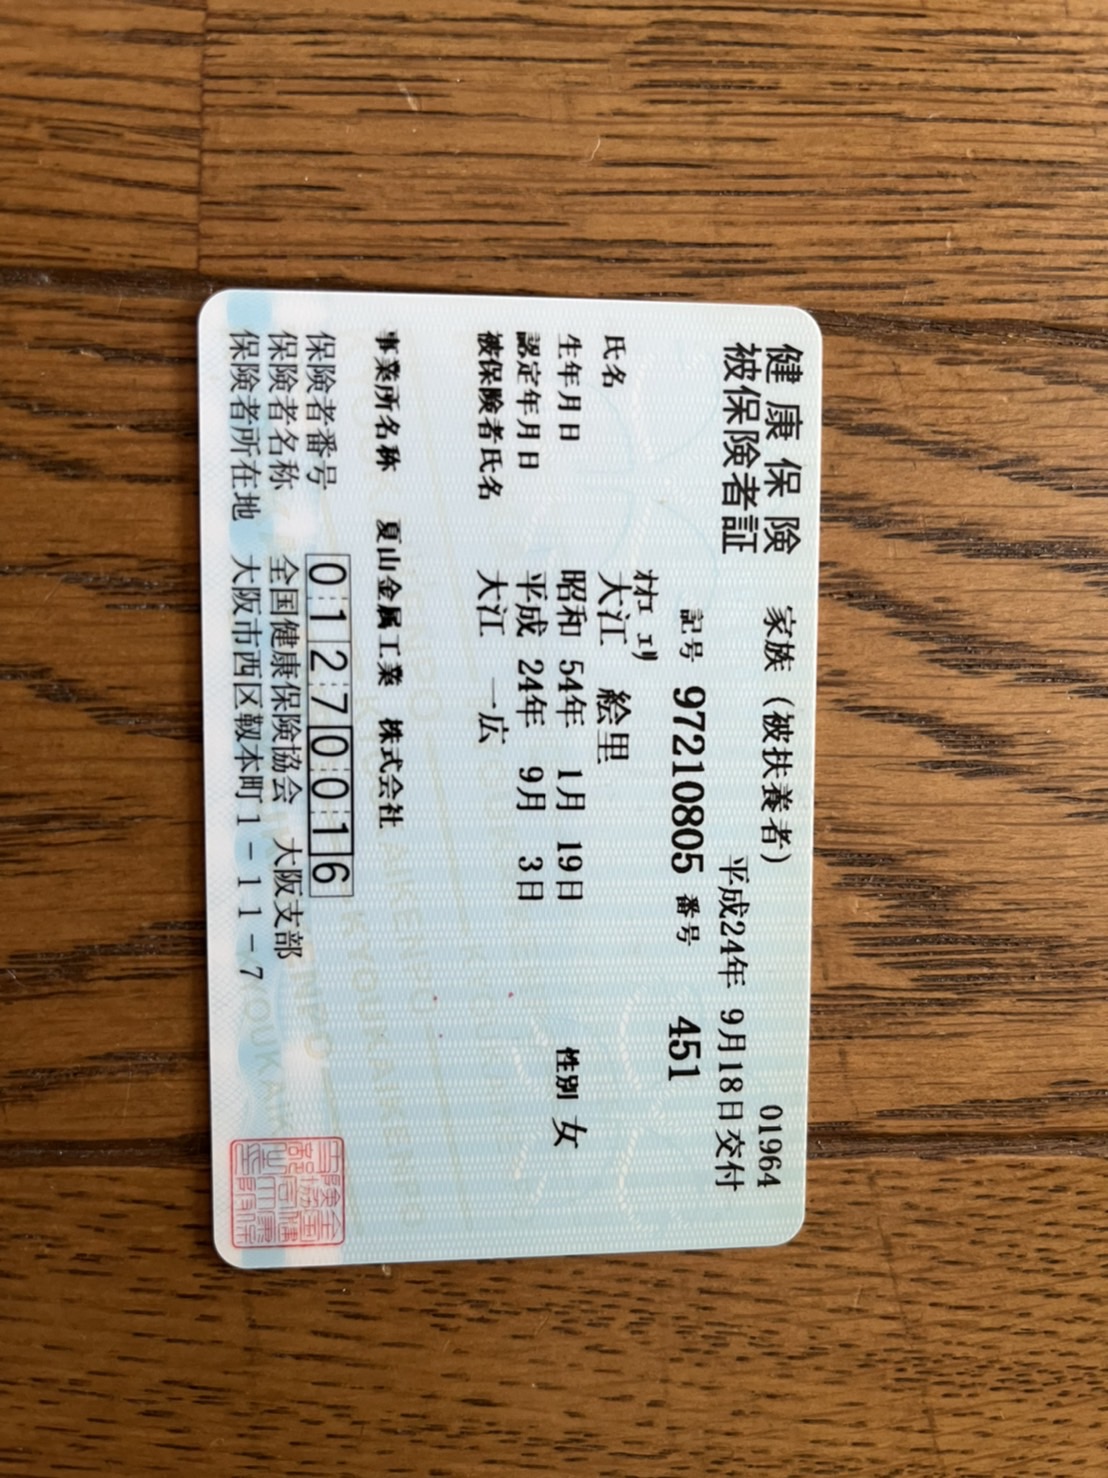 健康保険 家族（被扶養者） 01964
被保険者証 平成24年 9月18日交付
記号 97210805 番号 451
ｵｵｴ ｴﾘ
氏名 大江 絵里
生年月日 昭和 54年 1月 19日 性別 女
認定年月日 平成 24年 9月 3日
被保険者氏名 大江 一広
事業所名称 夏山金属工業 株式会社
保険者番号 01270016
保険者名称 全国健康保険協会 大阪支部
保険者所在地 大阪市西区靱本町1-11-7